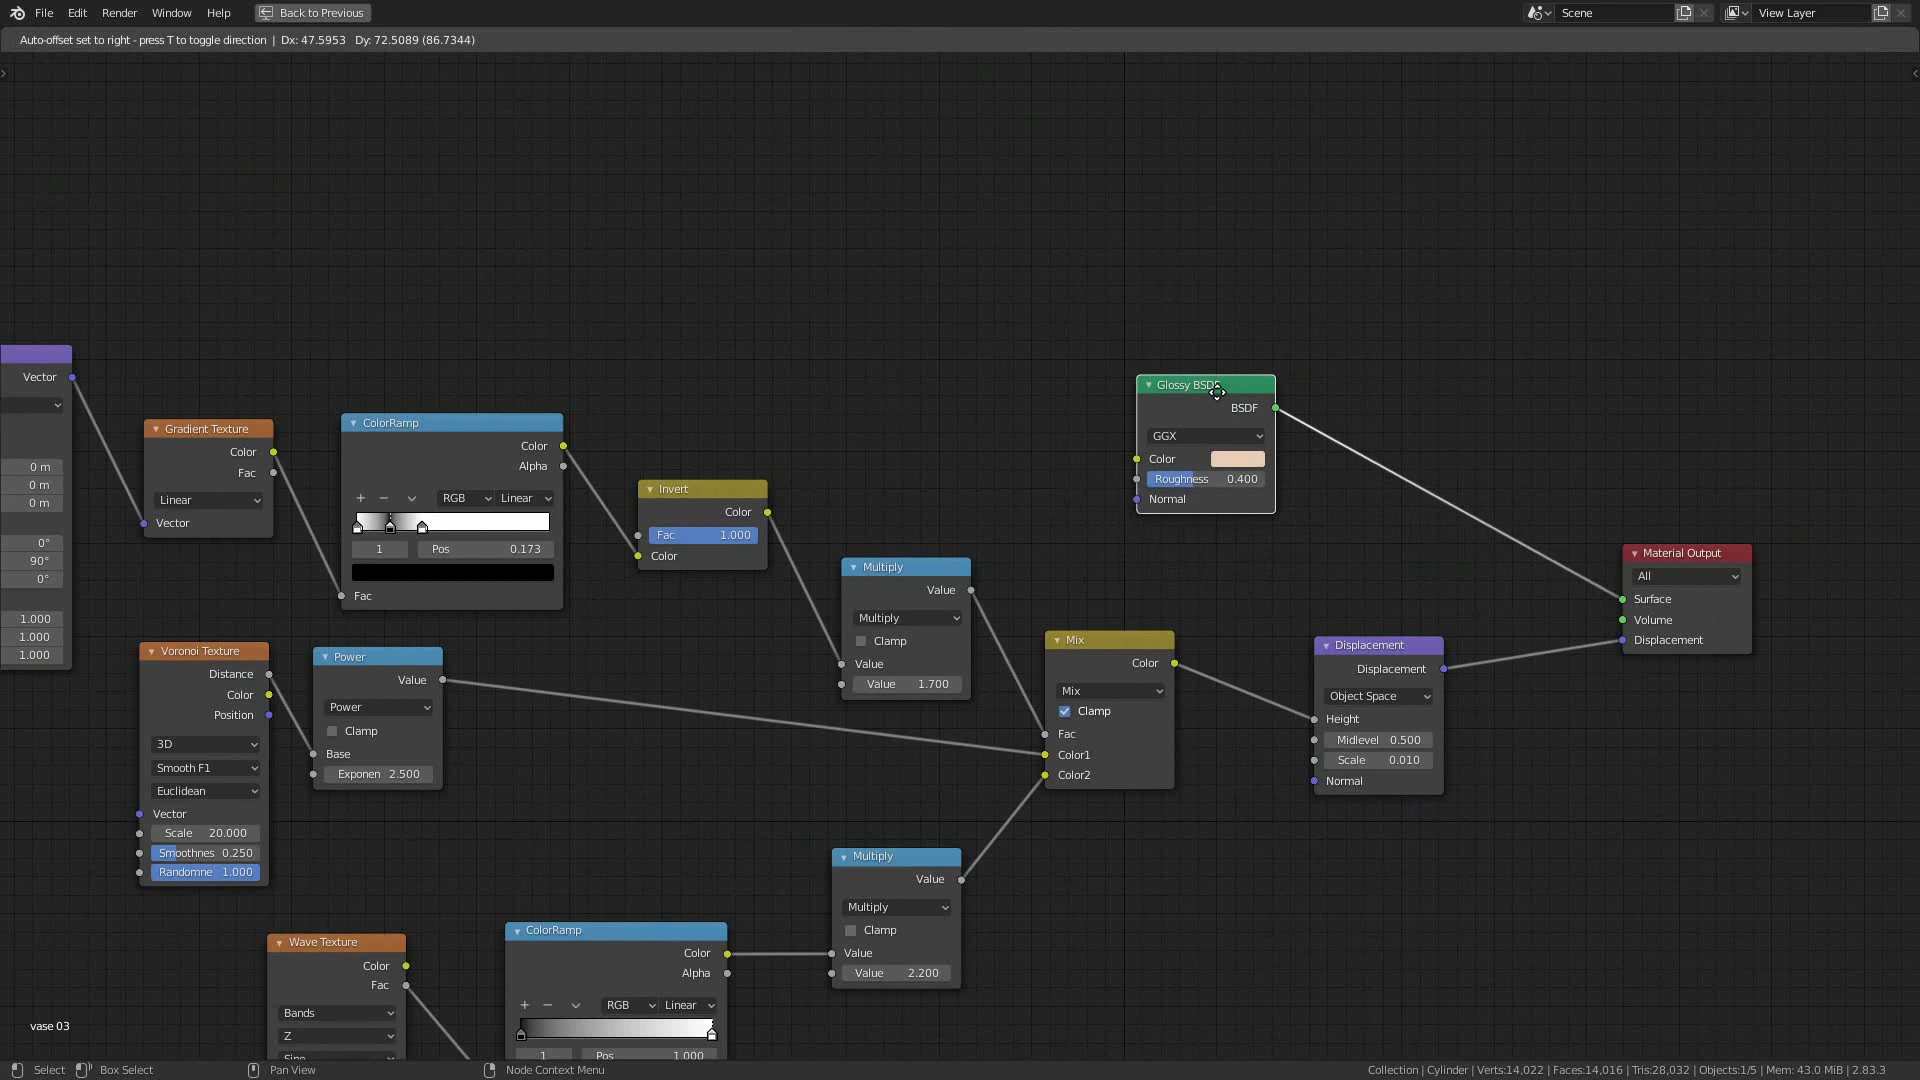 File Edit Render Window Help Back to Previous Scene View Layer
Auto-offset set to right - press T to toggle direction | Dx: 47.5953 Dy: 72.5089 (86.7344)
Vector
0 m
0 m
0 m
0°
90°
0°
1.000
1.000
1.000
Gradient Texture
Color
Fac
Linear
Vector
ColorRamp
Color
Alpha
RGB Linear
1 Pos 0.173
Fac
Invert
Color
Fac 1.000
Color
Glossy BSDF
BSDF
GGX
Color
Roughness 0.400
Normal
Multiply
Value
Multiply
Clamp
Value
Value 1.700
Material Output
All
Surface
Volume
Displacement
Voronoi Texture
Distance
Color
Position
3D
Smooth F1
Euclidean
Vector
Scale 20.000
Smoothnes 0.250
Randomne 1.000
Power
Value
Power
Clamp
Base
Exponen 2.500
Mix
Color
Mix
Clamp
Fac
Color1
Color2
Displacement
Displacement
Object Space
Height
Midlevel 0.500
Scale 0.010
Normal
Multiply
Value
Multiply
Clamp
Value
Value 2.200
Wave Texture
Color
Fac
Bands
Z
Sine
ColorRamp
Color
Alpha
RGB Linear
1 Pos 1.000
vase 03
Select Box Select Pan View Node Context Menu Collection | Cylinder | Verts:14,022 | Faces:14,016 | Tris:28,032 | Objects:1/5 | Mem: 43.0 MiB | 2.83.3